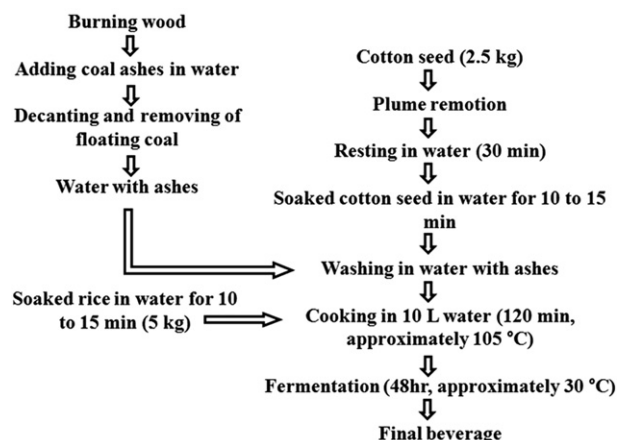 Burning wood
Adding coal ashes in water
Decanting and removing of
floating coal
Water with ashes
Cotton seed (2.5 kg)
Plume remotion
Resting in water (30 min)
Soaked cotton seed in water for 10 to 15
min
Washing in water with ashes
Soaked rice in water for 10
to 15 min (5 kg)
Cooking in 10 L water (120 min,
approximately 105 °C)
Fermentation (48hr, approximately 30 °C)
Final beverage